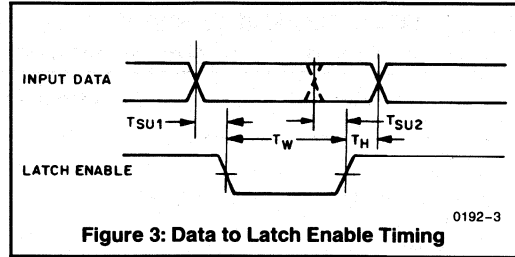 INPUT DATA
TSU1
TSU2
TW
TH
LATCH ENABLE
0192-3
Figure 3: Data to Latch Enable Timing